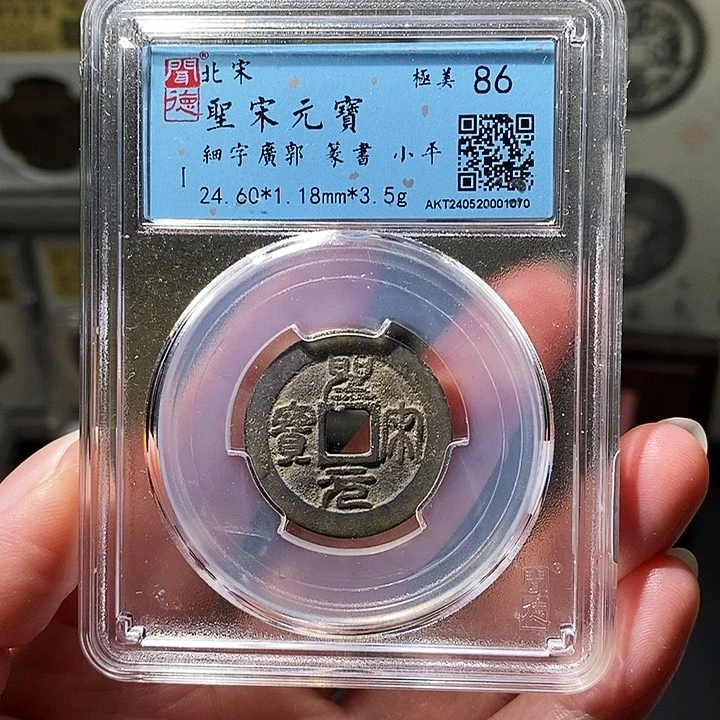 聞德®
北宋 極美 86
聖宋元寶
細字廣郭 篆書 小平
I 24.60*1.18mm*3.5g AKT240520001070
聖宋元寶